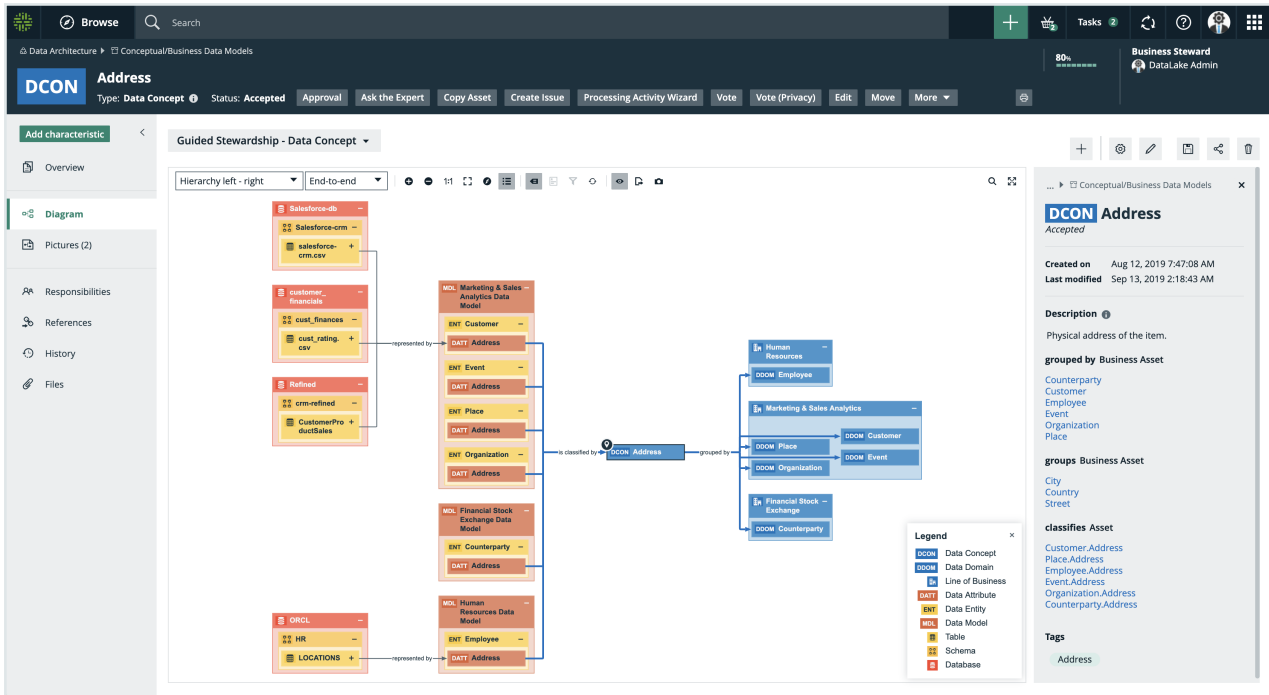 Browse
Search
Tasks 2
2
Data Architecture
Conceptual/Business Data Models
DCON
Address
Type: Data Concept
Status: Accepted
Approval
Ask the Expert
Copy Asset
Create Issue
Processing Activity Wizard
Vote
Vote (Privacy)
Edit
Move
More
80%
Business Steward
DataLake Admin
Add characteristic
Overview
Diagram
Pictures (2)
Responsibilities
References
History
Files
Guided Stewardship - Data Concept
Hierarchy left - right
End-to-end
1:1
Salesforce-db
Salesforce-crm
salesforce-
crm.csv
customer_
financials
cust_finances
cust_rating.
csv
Refined
crm-refined
CustomerPro
ductSales
ORCL
HR
LOCATIONS
represented by
represented by
MDL Marketing & Sales
Analytics Data
Model
ENT Customer
DATT Address
ENT Event
DATT Address
ENT Place
DATT Address
ENT Organization
DATT Address
MDL Financial Stock
Exchange Data
Model
ENT Counterparty
DATT Address
MDL Human
Resources Data
Model
ENT Employee
DATT Address
is classified by
DCON Address
grouped by
Human
Resources
DDOM Employee
Marketing & Sales Analytics
DDOM Customer
DDOM Place
DDOM Event
DDOM Organization
Financial Stock
Exchange
DDOM Counterparty
Legend
DCON Data Concept
DDOM Data Domain
Line of Business
DATT Data Attribute
ENT Data Entity
MDL Data Model
Table
Schema
Database
... Conceptual/Business Data Models
DCON Address
Accepted
Created on Aug 12, 2019 7:47:08 AM
Last modified Sep 13, 2019 2:18:43 AM
Description
Physical address of the item.
grouped by Business Asset
Counterparty
Customer
Employee
Event
Organization
Place
groups Business Asset
City
Country
Street
classifies Asset
Customer.Address
Place.Address
Employee.Address
Event.Address
Organization.Address
Counterparty.Address
Tags
Address